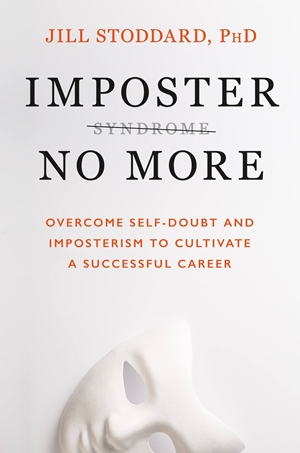 JILL STODDARD, PHD
IMPOSTER
SYNDROME
NO MORE
OVERCOME SELF-DOUBT AND
IMPOSTERISM TO CULTIVATE
A SUCCESSFUL CAREER